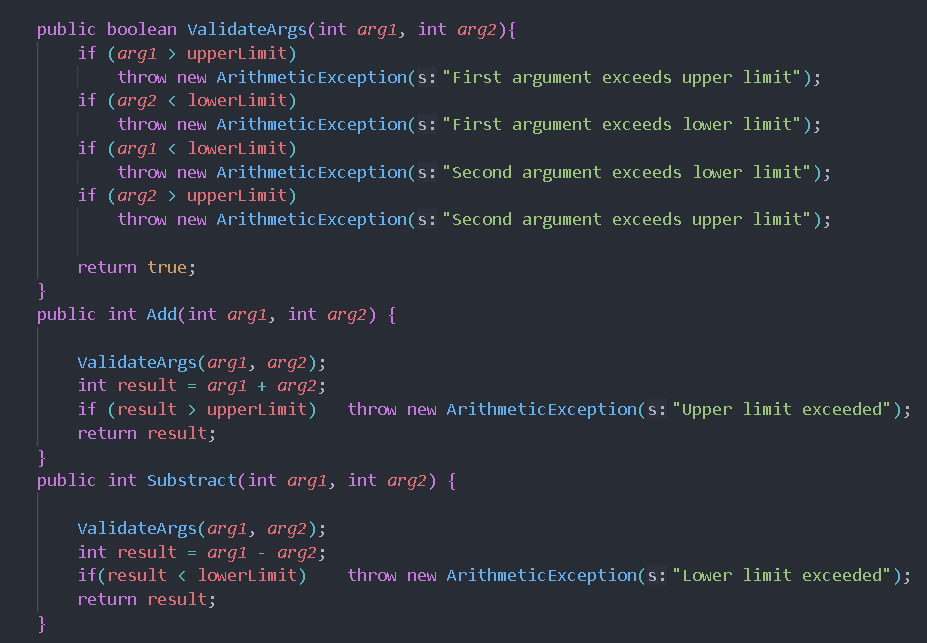 public boolean ValidateArgs(int arg1, int arg2){
if (arg1 > upperLimit)
throw new ArithmeticException(s: "First argument exceeds upper limit");
if (arg2 < lowerLimit)
throw new ArithmeticException(s: "First argument exceeds lower limit");
if (arg1 < lowerLimit)
throw new ArithmeticException(s: "Second argument exceeds lower limit");
if (arg2 > upperLimit)
throw new ArithmeticException(s: "Second argument exceeds upper limit");
return true;
}
public int Add(int arg1, int arg2) {
ValidateArgs(arg1, arg2);
int result = arg1 + arg2;
if (result > upperLimit)   throw new ArithmeticException(s: "Upper limit exceeded");
return result;
}
public int Substract(int arg1, int arg2) {
ValidateArgs(arg1, arg2);
int result = arg1 - arg2;
if(result < lowerLimit)    throw new ArithmeticException(s: "Lower limit exceeded");
return result;
}